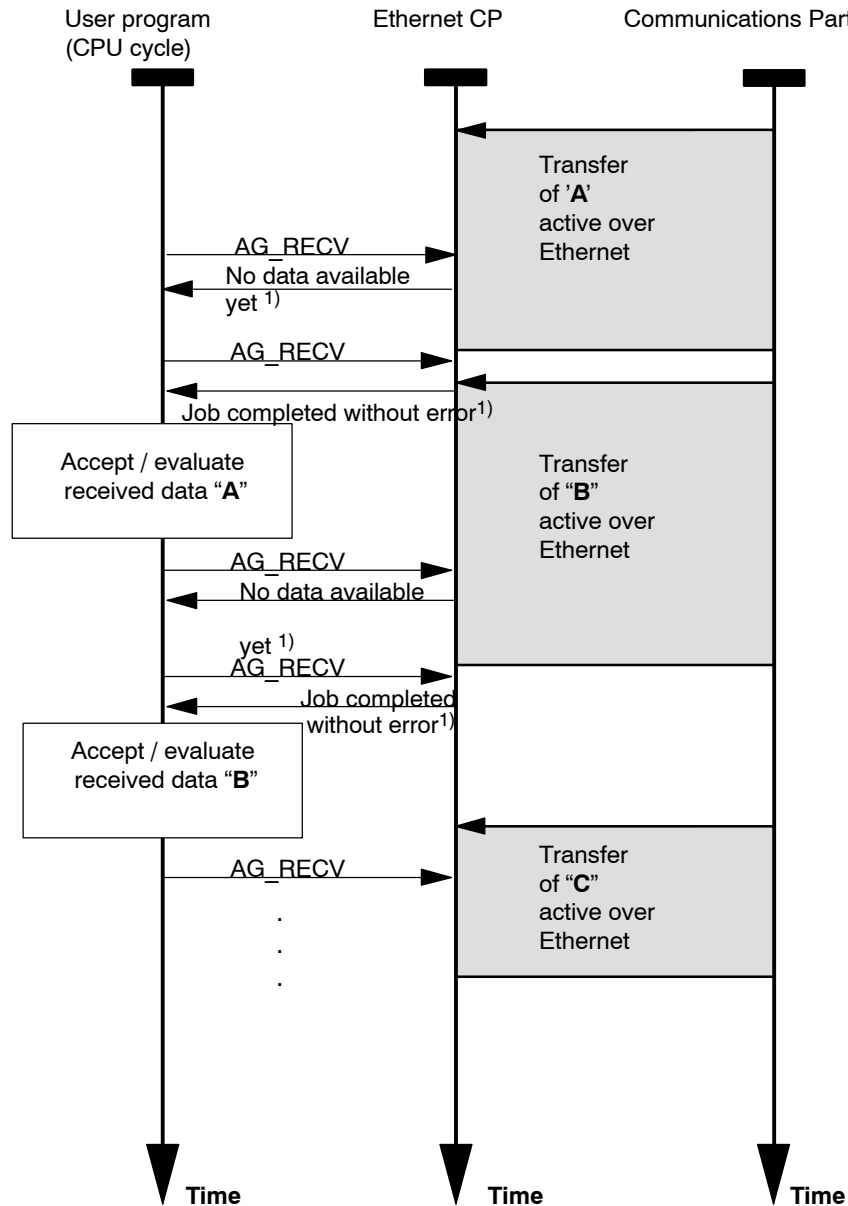 User program
(CPU cycle)
Ethernet CP
Communications Part
Transfer
of ’A’
active over
Ethernet
AG_RECV
No data available
yet 1)
AG_RECV
Job completed without error1)
Accept / evaluate
received data “A”
Transfer
of “B”
active over
Ethernet
AG_RECV
No data available
yet 1)
AG_RECV
Job completed
without error1)
Accept / evaluate
received data “B”
Transfer
of “C”
active over
Ethernet
AG_RECV
.
.
.
Time
Time
Time